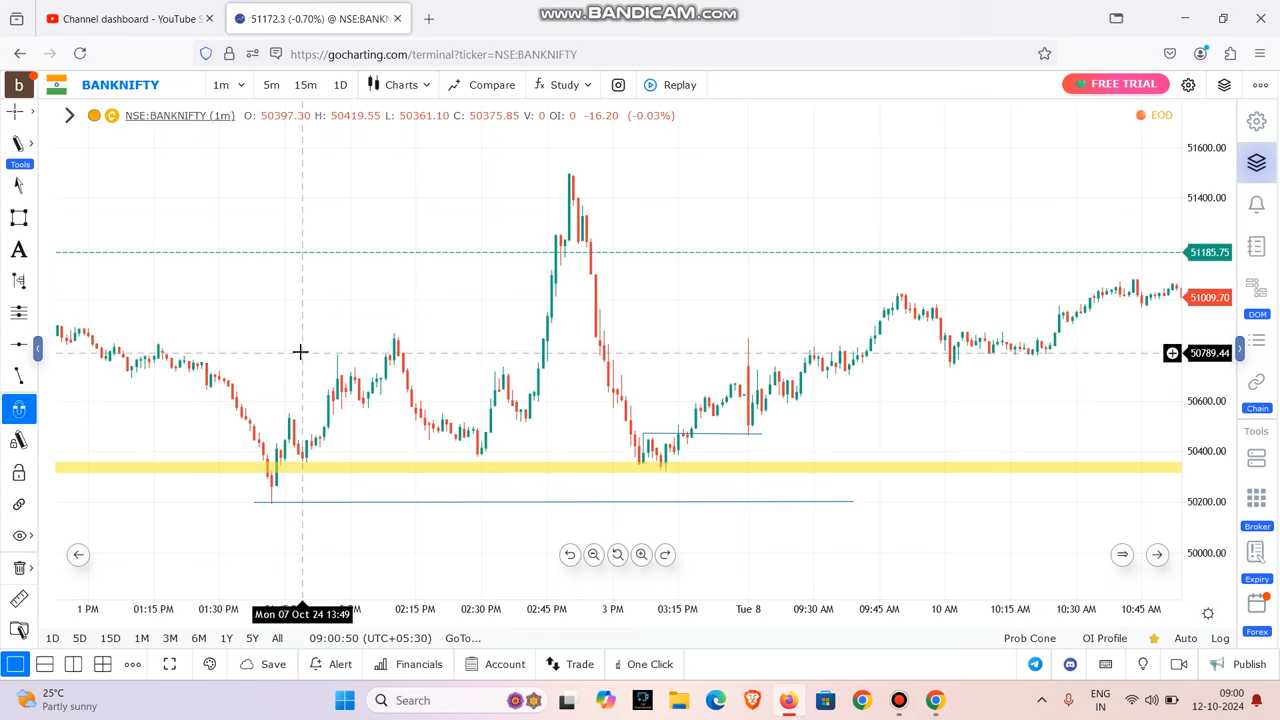 WWW.BANDICAM.COM
Channel dashboard - YouTube S
51172.3 (-0.70%) @ NSE:BANKN
https://gocharting.com/terminal?ticker=NSE:BANKNIFTY
b
BANKNIFTY
1m
5m
15m
1D
Charts
Compare
Study
Replay
FREE TRIAL
NSE:BANKNIFTY (1m)
O: 50397.30 H: 50419.55 L: 50361.10 C: 50375.85 V: 0 OI: 0 -16.20 (-0.03%)
EOD
Tools
A
51600.00
51400.00
51185.75
51009.70
50789.44
50600.00
50400.00
50200.00
50000.00
DOM
Chain
Tools
Broker
Expiry
Forex
1 PM
01:15 PM
01:30 PM
Mon 07 Oct 24 13:49
02:15 PM
02:30 PM
02:45 PM
3 PM
03:15 PM
Tue 8
09:30 AM
09:45 AM
10 AM
10:15 AM
10:30 AM
10:45 AM
1D
5D
15D
1M
3M
6M
1Y
5Y
All
09:00:50 (UTC+05:30)
GoTo...
Prob Cone
OI Profile
Auto
Log
Save
Alert
Financials
Account
Trade
One Click
Publish
25°C
Partly sunny
Search
ENG
IN
09:00
12-10-2024